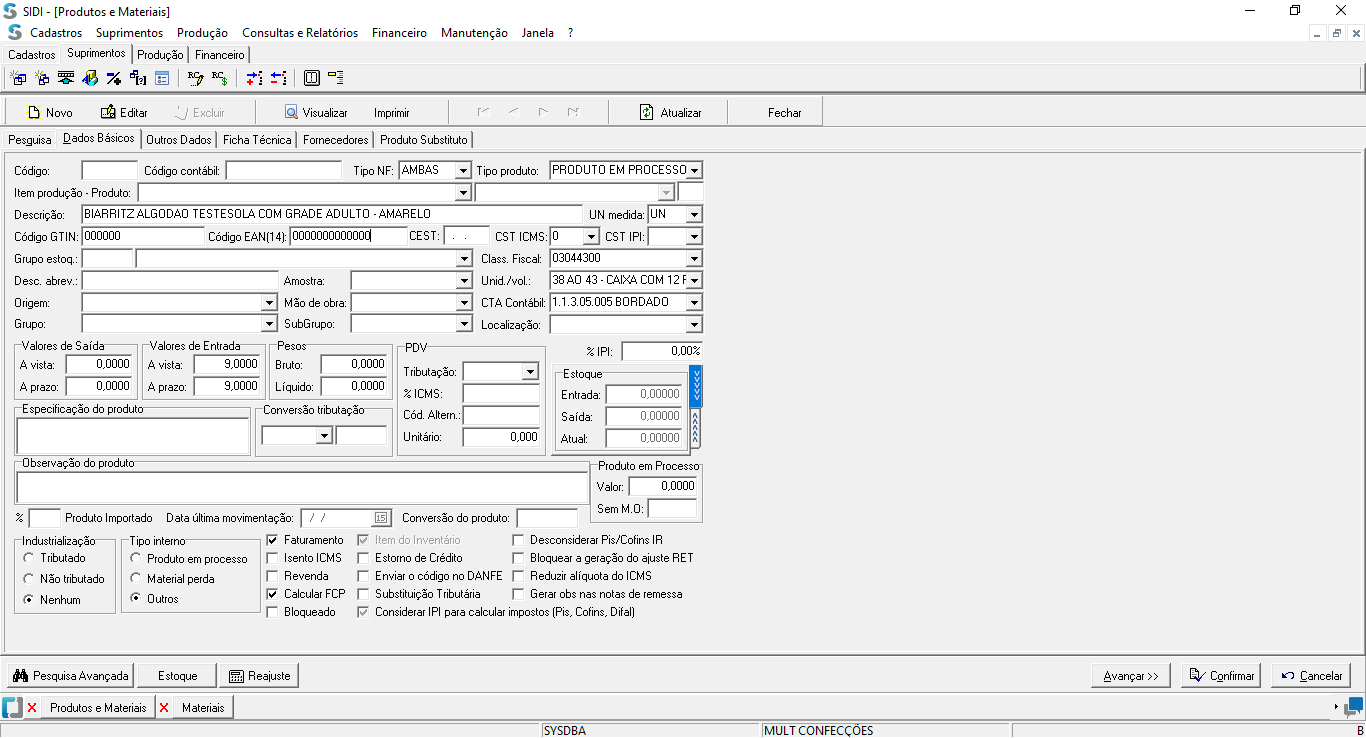 SIDI - [Produtos e Materiais]
Cadastros Suprimentos Produção Consultas e Relatórios Financeiro Manutenção Janela ?
Cadastros Suprimentos Produção Financeiro
Novo Editar Excluir Visualizar Imprimir Atualizar Fechar
Pesquisa Dados Básicos Outros Dados Ficha Técnica Fornecedores Produto Substituto
Código: Código contábil: Tipo NF: AMBAS Tipo produto: PRODUTO EM PROCESSO
Item produção - Produto:
Descrição: BIARRITZ ALGODAO TESTESOLA COM GRADE ADULTO - AMARELO UN medida: UN
Código GTIN: 000000 Código EAN(14): 0000000000000 CEST: . . CST ICMS: 0 CST IPI:
Grupo estoq.: Class. Fiscal: 03044300
Desc. abrev.: Amostra: Unid./vol.: 38 AO 43 - CAIXA COM 12 P
Origem: Mão de obra: CTA Contábil: 1.1.3.05.005 BORDADO
Grupo: SubGrupo: Localização:
Valores de Saída Valores de Entrada Pesos PDV % IPI: 0,00%
A vista: 0,0000 A vista: 9,0000 Bruto: 0,0000 Tributação: Estoque
A prazo: 0,0000 A prazo: 9,0000 Líquido: 0,0000 % ICMS: Entrada: 0,00000
Especificação do produto Conversão tributação Cód. Altern.: Saída: 0,00000
Unitário: 0,000 Atual: 0,00000
Observação do produto Produto em Processo
Valor: 0,0000
Sem M.O:
% Produto Importado Data última movimentação: / / 15 Conversão do produto:
Industrialização Tipo interno Faturamento Item do Inventário Desconsiderar Pis/Cofins IR
Tributado Produto em processo Isento ICMS Estorno de Crédito Bloquear a geração do ajuste RET
Não tributado Material perda Revenda Enviar o código no DANFE Reduzir alíquota do ICMS
Nenhum Outros Calcular FCP Substituição Tributária Gerar obs nas notas de remessa
Bloqueado Considerar IPI para calcular impostos (Pis, Cofins, Difal)
Pesquisa Avançada Estoque Reajuste Avançar >> Confirmar Cancelar
Produtos e Materiais Materiais
SYSDBA MULT CONFECÇÕES B